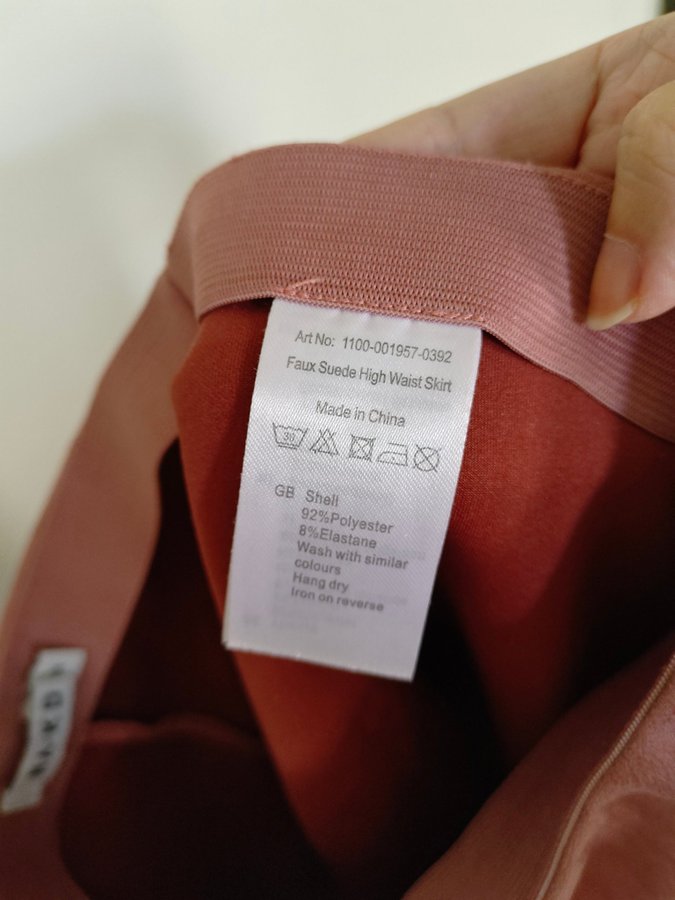 Art No: 1100-001957-0392
Faux Suede High Waist Skirt
Made in China
30
GB Shell
92%Polyester
8%Elastane
Wash with similar
colours
Hang dry
Iron on reverse